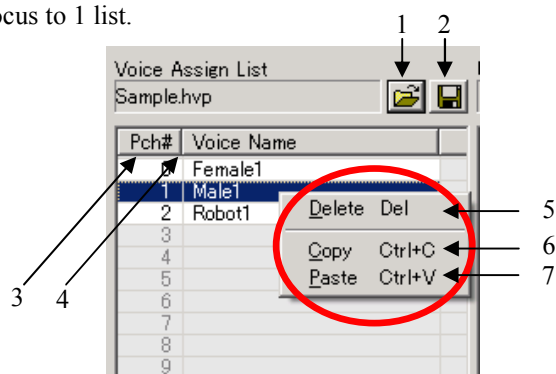 ocus to 1 list.
1 2
Voice Assign List
Sample.hvp
Pch# Voice Name
0 Female1
1 Male1
2 Robot1
3
4
5
6
7
8
9
Delete Del
Copy Ctrl+C
Paste Ctrl+V
5
6
7
3 4